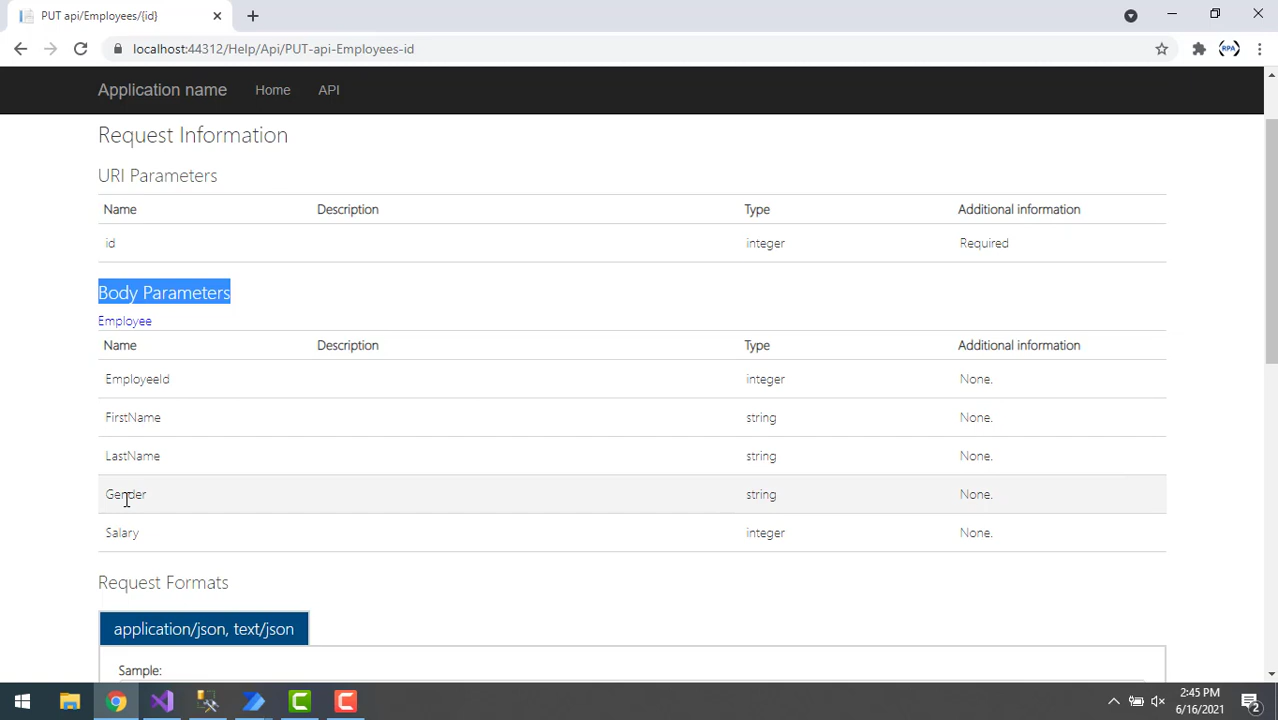 PUT api/Employees/{id}
localhost:44312/Help/Api/PUT-api-Employees-id
RPA
Application name Home API
Request Information
URI Parameters
Name Description Type Additional information
id integer Required
Body Parameters
Employee
Name Description Type Additional information
EmployeeId integer None.
FirstName string None.
LastName string None.
Gender string None.
Salary integer None.
Request Formats
application/json, text/json
Sample:
2:45 PM
6/16/2021
2